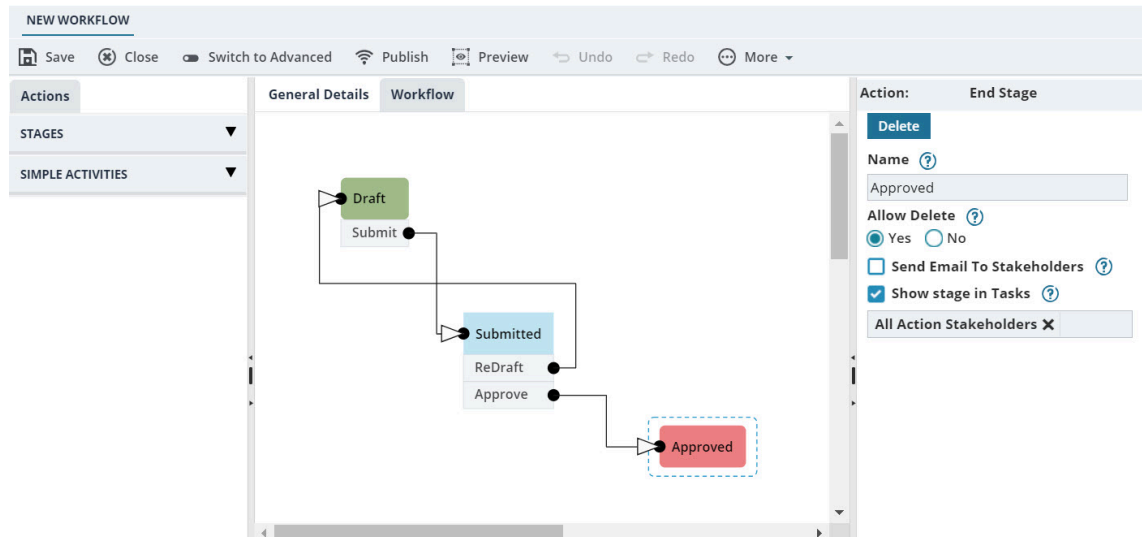 NEW WORKFLOW
Save Close Switch to Advanced Publish Preview Undo Redo More
Actions
STAGES
SIMPLE ACTIVITIES
General Details Workflow
Draft
Submit
Submitted
ReDraft
Approve
Approved
Action: End Stage
Delete
Name ?
Approved
Allow Delete ?
Yes No
Send Email To Stakeholders ?
Show stage in Tasks ?
All Action Stakeholders ✕